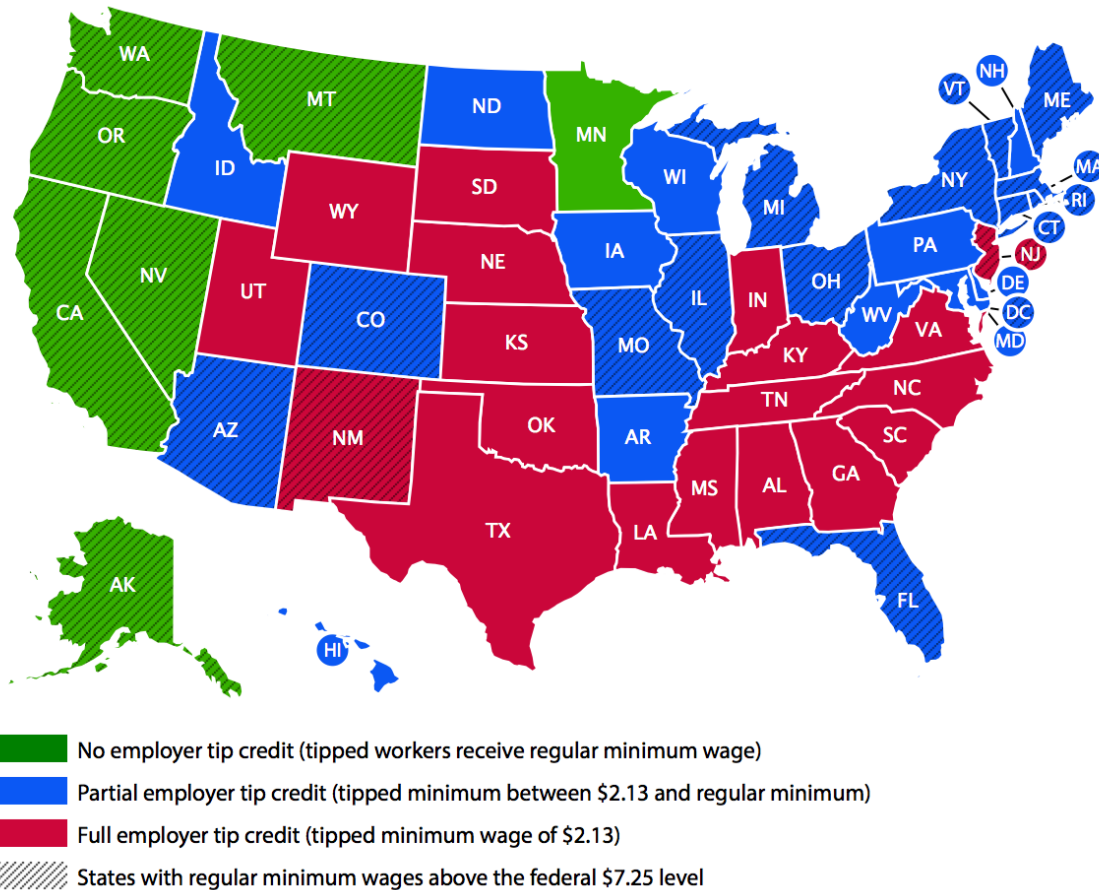 WA
MT
ND
MN
OR
ID
WY
SD
WI
MI
NY
VT
NH
ME
MA
RI
CT
NV
CA
UT
CO
NE
IA
IL
IN
OH
PA
NJ
DE
DC
MD
WV
VA
KS
MO
KY
NC
AZ
NM
OK
AR
TN
SC
TX
LA
MS
AL
GA
FL
AK
HI
No employer tip credit (tipped workers receive regular minimum wage)
Partial employer tip credit (tipped minimum between $2.13 and regular minimum)
Full employer tip credit (tipped minimum wage of $2.13)
States with regular minimum wages above the federal $7.25 level